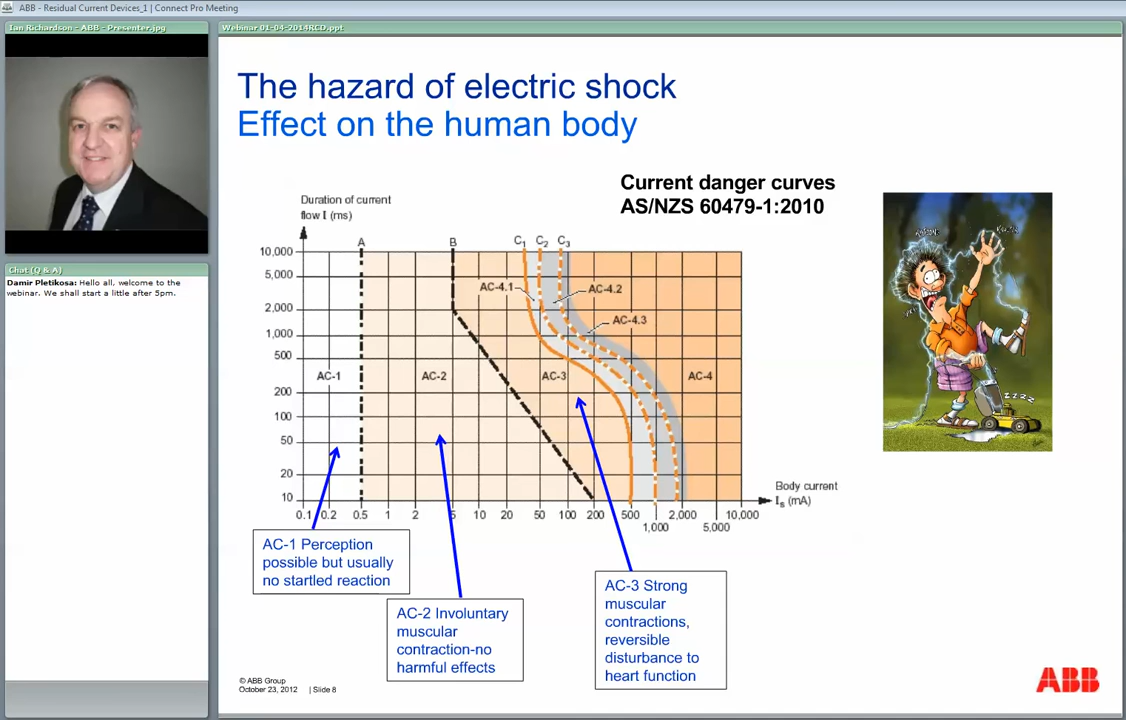 ABB - Residual Current Devices_1 | Connect Pro Meeting
Ian Richardson - ABB - Presenter.jpg
Webinar 01-04-2014RCD.ppt
Chat (Q & A)
Damir Pletikosa: Hello all, welcome to the
webinar. We shall start a little after 5pm.
The hazard of electric shock
Effect on the human body
Current danger curves
AS/NZS 60479-1:2010
Duration of current
flow I (ms)
A
B
C1
C2
C3
10,000
5,000
2,000
1,000
500
200
100
50
20
10
AC-4.1
AC-4.2
AC-4.3
AC-1
AC-2
AC-3
AC-4
0.1 0.2 0.5 1 2 5 10 20 50 100 200 500 2,000 10,000
1,000 5,000
Body current
Is (mA)
AC-1 Perception
possible but usually
no startled reaction
AC-2 Involuntary
muscular
contraction-no
harmful effects
AC-3 Strong
muscular
contractions,
reversible
disturbance to
heart function
zzzz
© ABB Group
October 23, 2012 | Slide 8
ABB